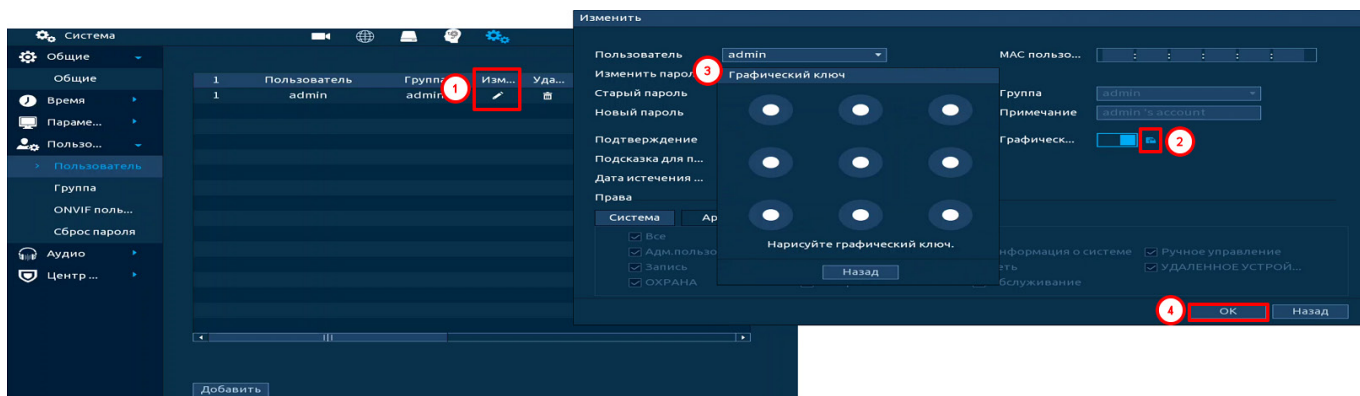 Система
Общие
Общие
Время
Параме...
Пользо...
Пользователь
Группа
ONVIF поль...
Сброс пароля
Аудио
Центр ...
1 Пользователь Группа Изм... Уда...
1 admin admin
1
Добавить
Изменить
Пользователь admin MAC пользо...
Изменить парол
3
Графический ключ
Старый пароль Группа admin
Новый пароль Примечание admin 's account
Подтверждение Графическ...
2
Подсказка для п...
Дата истечения ...
Права
Система Ар
Нарисуйте графический ключ.
Назад
Все
Адм.пользо нформация о системе Ручное управление
Запись еть УДАЛЕННОЕ УСТРОЙ...
ОХРАНА бслуживание
4
OK Назад